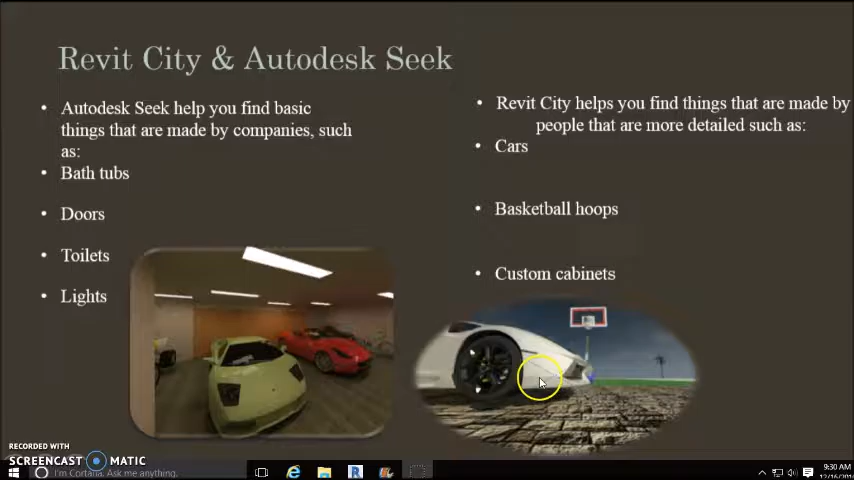 Revit City & Autodesk Seek
• Autodesk Seek help you find basic
things that are made by companies, such
as:
• Bath tubs
• Doors
• Toilets
• Lights
• Revit City helps you find things that are made by
people that are more detailed such as:
• Cars
• Basketball hoops
• Custom cabinets
RECORDED WITH
SCREENCAST MATIC
I'm Cortana. Ask me anything.
9:30 AM